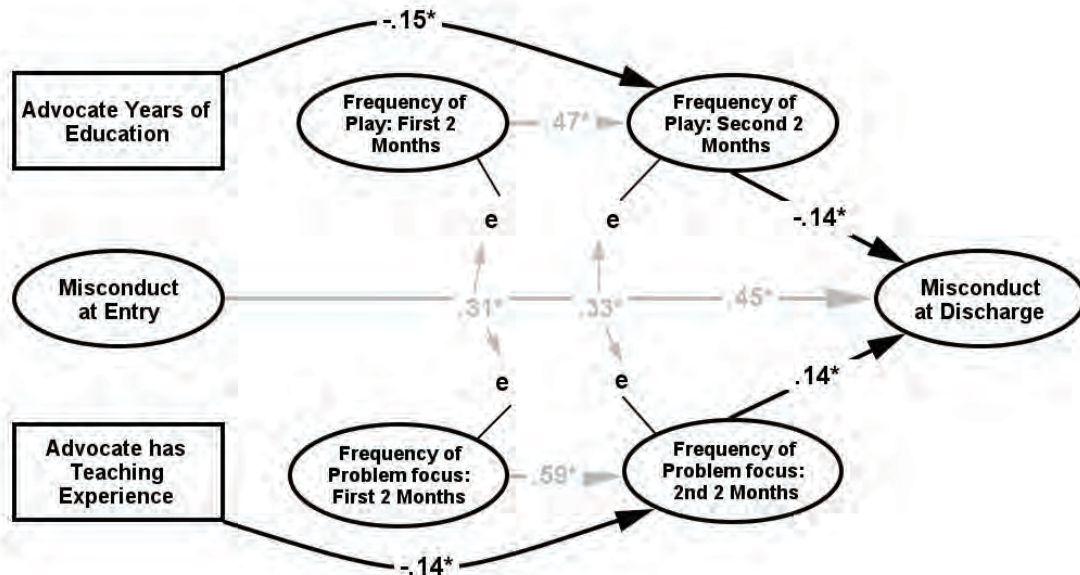 -.15*
Advocate Years of
Education
Frequency of
Play: First 2
Months
.47*
Frequency of
Play: Second 2
Months
e
e
-.14*
Misconduct
at Entry
.31*
.33*
.45*
Misconduct
at Discharge
e
e
.14*
Advocate has
Teaching
Experience
Frequency of
Problem focus:
First 2 Months
.59*
Frequency of
Problem focus:
2nd 2 Months
-.14*